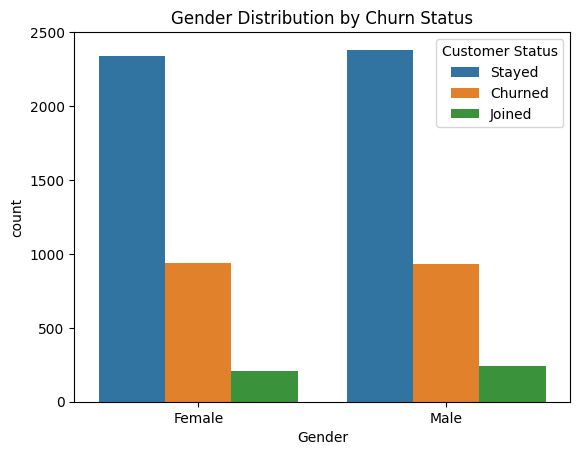 Gender Distribution by Churn Status
2500
2000
1500
1000
500
0
count
Customer Status
Stayed
Churned
Joined
Female
Male
Gender